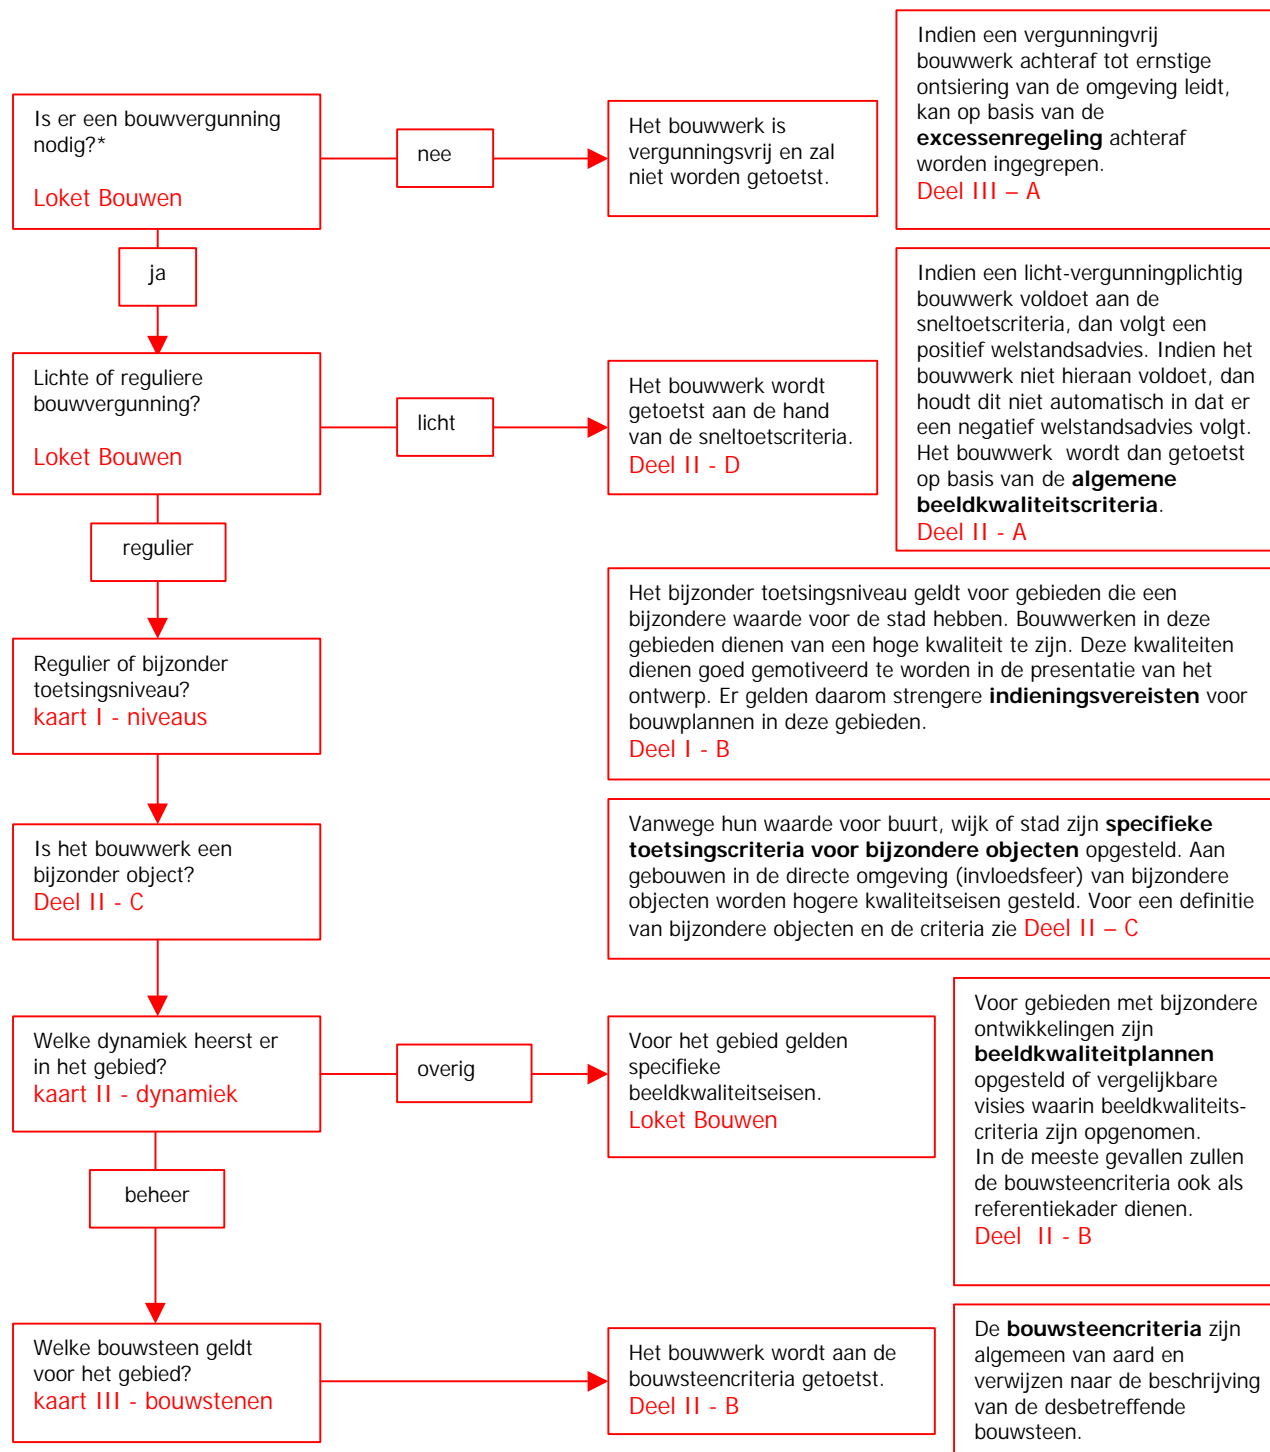 Is er een bouwvergunning
nodig?*
Loket Bouwen
nee
Het bouwwerk is
vergunningsvrij en zal
niet worden getoetst.
Indien een vergunningvrij
bouwwerk achteraf tot ernstige
ontsiering van de omgeving leidt,
kan op basis van de
excessenregeling achteraf
worden ingegrepen.
Deel III – A
ja
Lichte of reguliere
bouwvergunning?
Loket Bouwen
licht
Het bouwwerk wordt
getoetst aan de hand
van de sneltoetscriteria.
Deel II - D
Indien een licht-vergunningplichtig
bouwwerk voldoet aan de
sneltoetscriteria, dan volgt een
positief welstandsadvies. Indien het
bouwwerk niet hieraan voldoet, dan
houdt dit niet automatisch in dat er
een negatief welstandsadvies volgt.
Het bouwwerk wordt dan getoetst
op basis van de algemene
beeldkwaliteitscriteria.
Deel II - A
regulier
Regulier of bijzonder
toetsingsniveau?
kaart I - niveaus
Het bijzonder toetsingsniveau geldt voor gebieden die een
bijzondere waarde voor de stad hebben. Bouwwerken in deze
gebieden dienen van een hoge kwaliteit te zijn. Deze kwaliteiten
dienen goed gemotiveerd te worden in de presentatie van het
ontwerp. Er gelden daarom strengere indieningsvereisten voor
bouwplannen in deze gebieden.
Deel I - B
Is het bouwwerk een
bijzonder object?
Deel II - C
Vanwege hun waarde voor buurt, wijk of stad zijn specifieke
toetsingscriteria voor bijzondere objecten opgesteld. Aan
gebouwen in de directe omgeving (invloedsfeer) van bijzondere
objecten worden hogere kwaliteitseisen gesteld. Voor een definitie
van bijzondere objecten en de criteria zie Deel II – C
Welke dynamiek heerst er
in het gebied?
kaart II - dynamiek
overig
Voor het gebied gelden
specifieke
beeldkwaliteitseisen.
Loket Bouwen
Voor gebieden met bijzondere
ontwikkelingen zijn
beeldkwaliteitplannen
opgesteld of vergelijkbare
visies waarin beeldkwaliteits-
criteria zijn opgenomen.
In de meeste gevallen zullen
de bouwsteencriteria ook als
referentiekader dienen.
Deel II - B
beheer
Welke bouwsteen geldt
voor het gebied?
kaart III - bouwstenen
Het bouwwerk wordt aan de
bouwsteencriteria getoetst.
Deel II - B
De bouwsteencriteria zijn
algemeen van aard en
verwijzen naar de beschrijving
van de desbetreffende
bouwsteen.